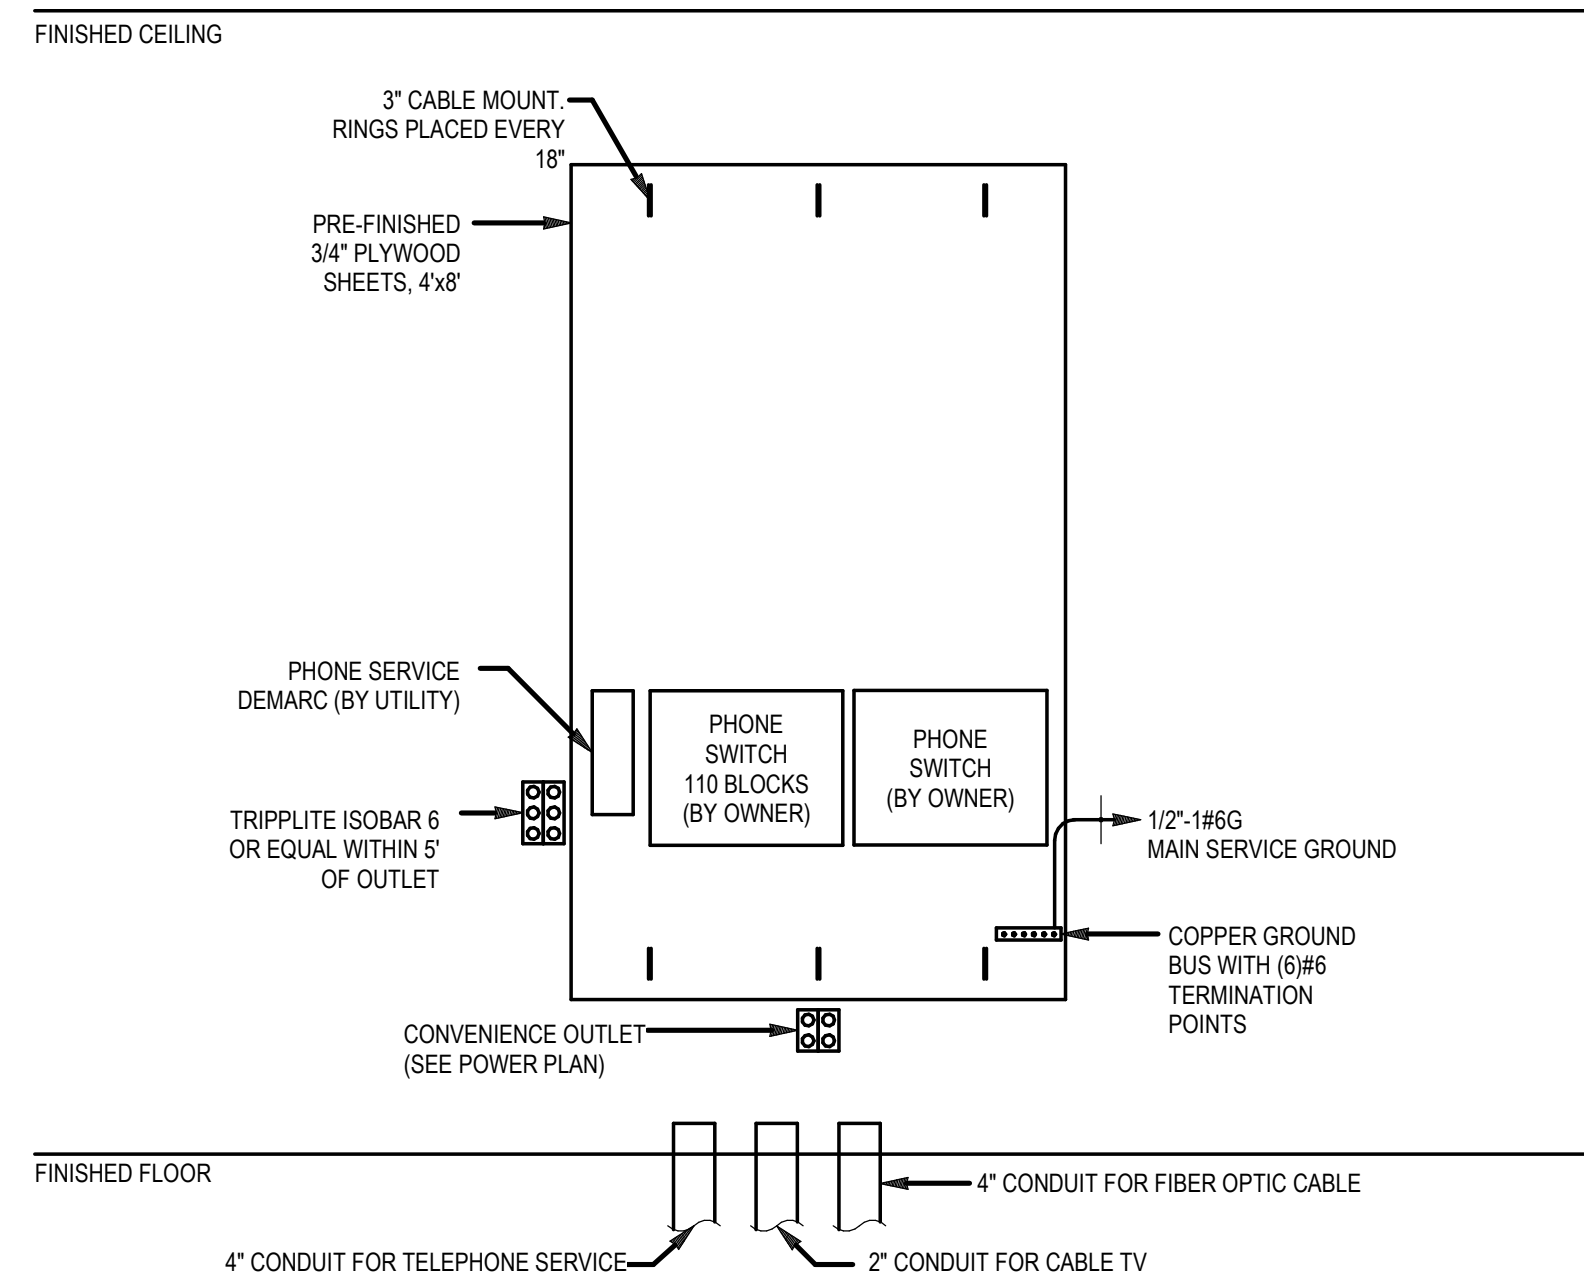 FINISHED CEILING
3" CABLE MOUNT.
RINGS PLACED EVERY
18"
PRE-FINISHED
3/4" PLYWOOD
SHEETS, 4'x8'
PHONE SERVICE
DEMARC (BY UTILITY)
PHONE
SWITCH
110 BLOCKS
(BY OWNER)
PHONE
SWITCH
(BY OWNER)
TRIPPLITE ISOBAR 6
OR EQUAL WITHIN 5'
OF OUTLET
1/2"-1#6G
MAIN SERVICE GROUND
COPPER GROUND
BUS WITH (6)#6
TERMINATION
POINTS
CONVENIENCE OUTLET
(SEE POWER PLAN)
FINISHED FLOOR
4" CONDUIT FOR FIBER OPTIC CABLE
4" CONDUIT FOR TELEPHONE SERVICE
2" CONDUIT FOR CABLE TV